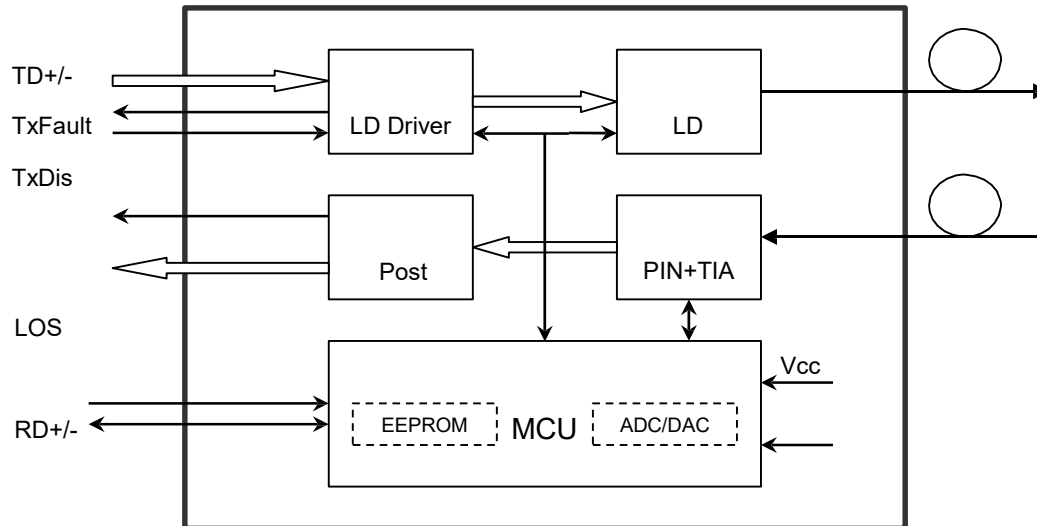 TD+/-
TxFault
TxDis
LOS
RD+/-
LD Driver
LD
Post
PIN+TIA
Vcc
EEPROM
MCU
ADC/DAC